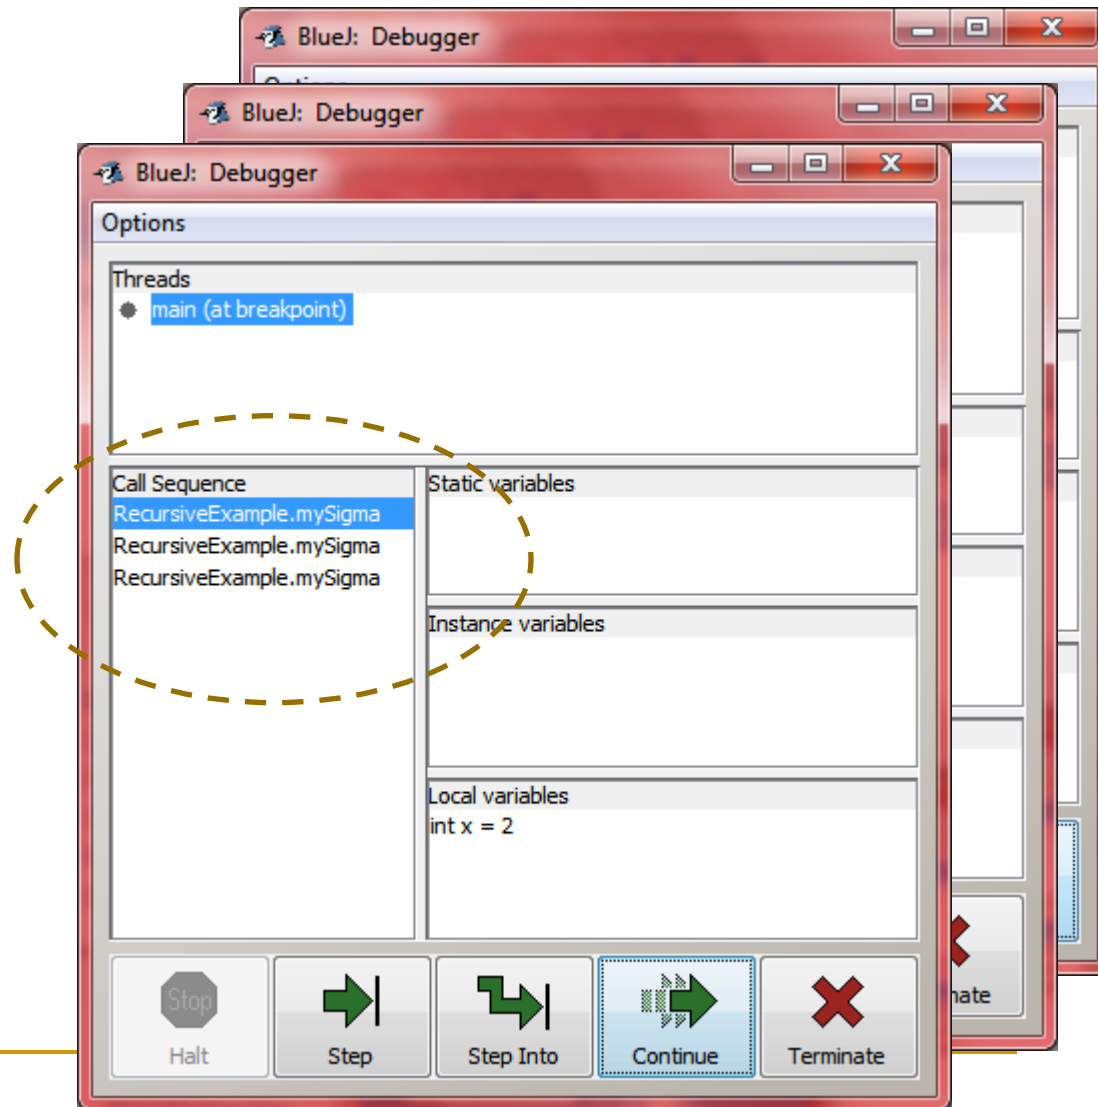 BlueJ: Debugger
BlueJ: Debugger
BlueJ: Debugger
Options
Threads
main (at breakpoint)
Call Sequence
RecursiveExample.mySigma
RecursiveExample.mySigma
RecursiveExample.mySigma
Static variables
Instance variables
Local variables
int x = 2
Stop
Halt
Step
Step Into
Continue
Terminate